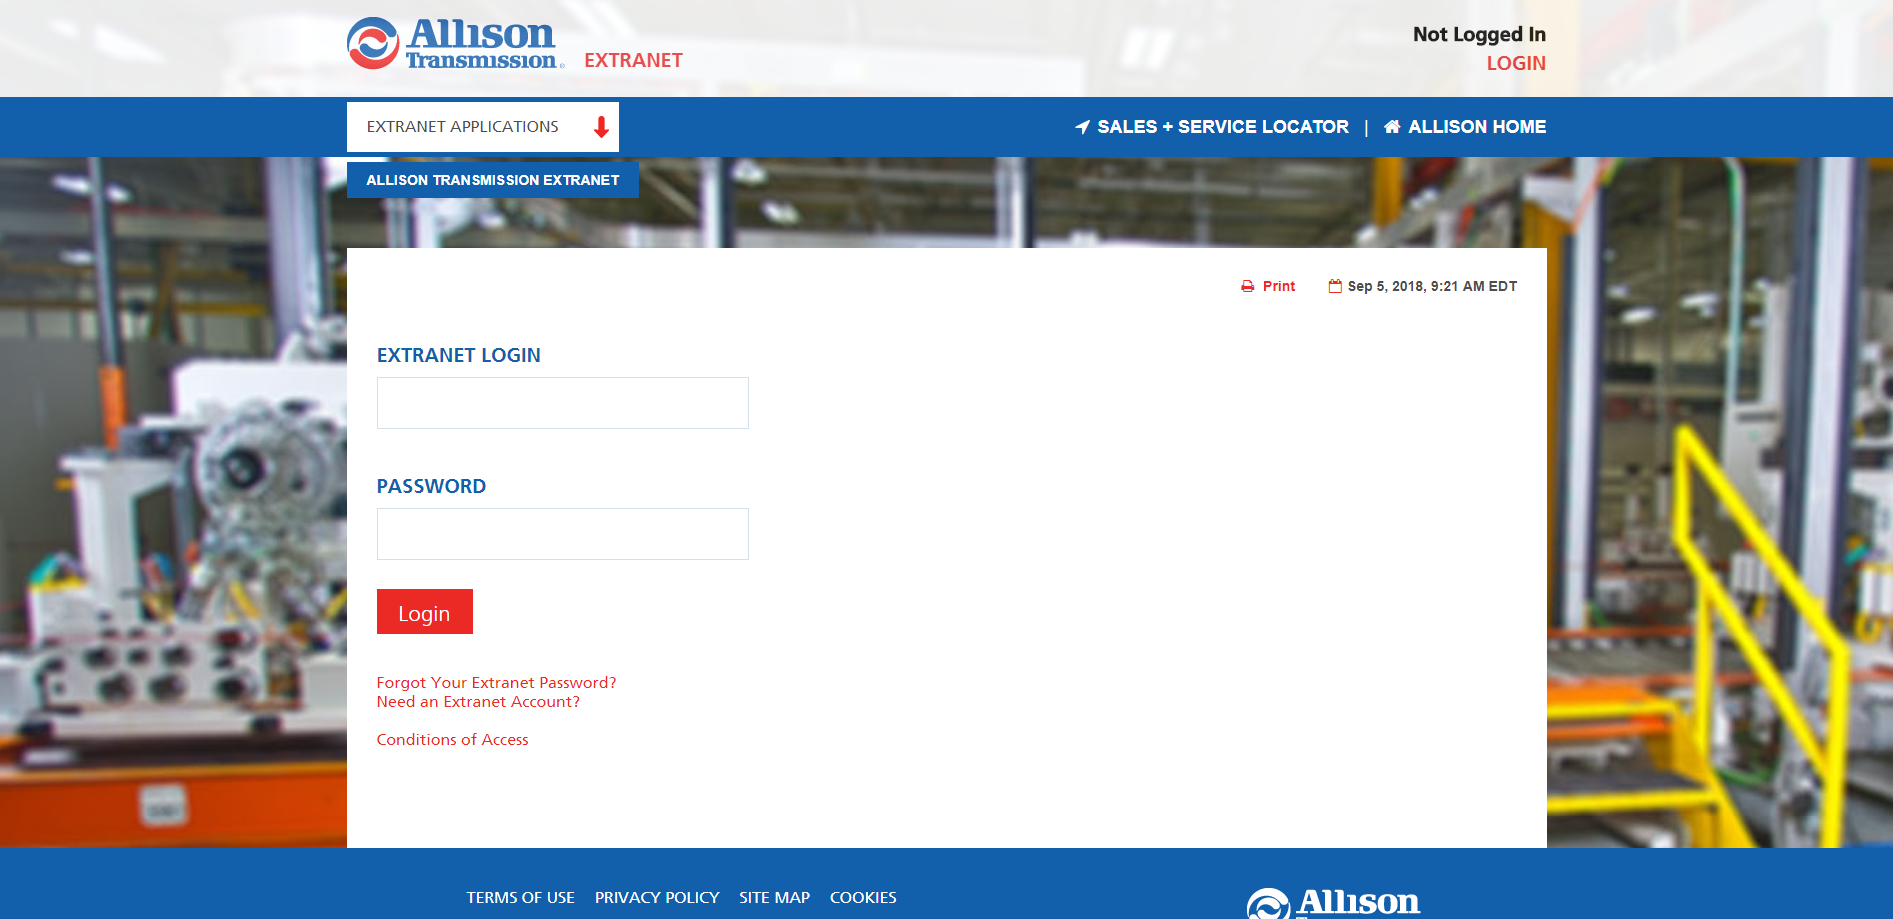 Allison
Transmission®
EXTRANET
Not Logged In
LOGIN
EXTRANET APPLICATIONS
SALES + SERVICE LOCATOR | ALLISON HOME
ALLISON TRANSMISSION EXTRANET
Print Sep 5, 2018, 9:21 AM EDT
EXTRANET LOGIN
PASSWORD
Login
Forgot Your Extranet Password?
Need an Extranet Account?
Conditions of Access
TERMS OF USE PRIVACY POLICY SITE MAP COOKIES
Allison